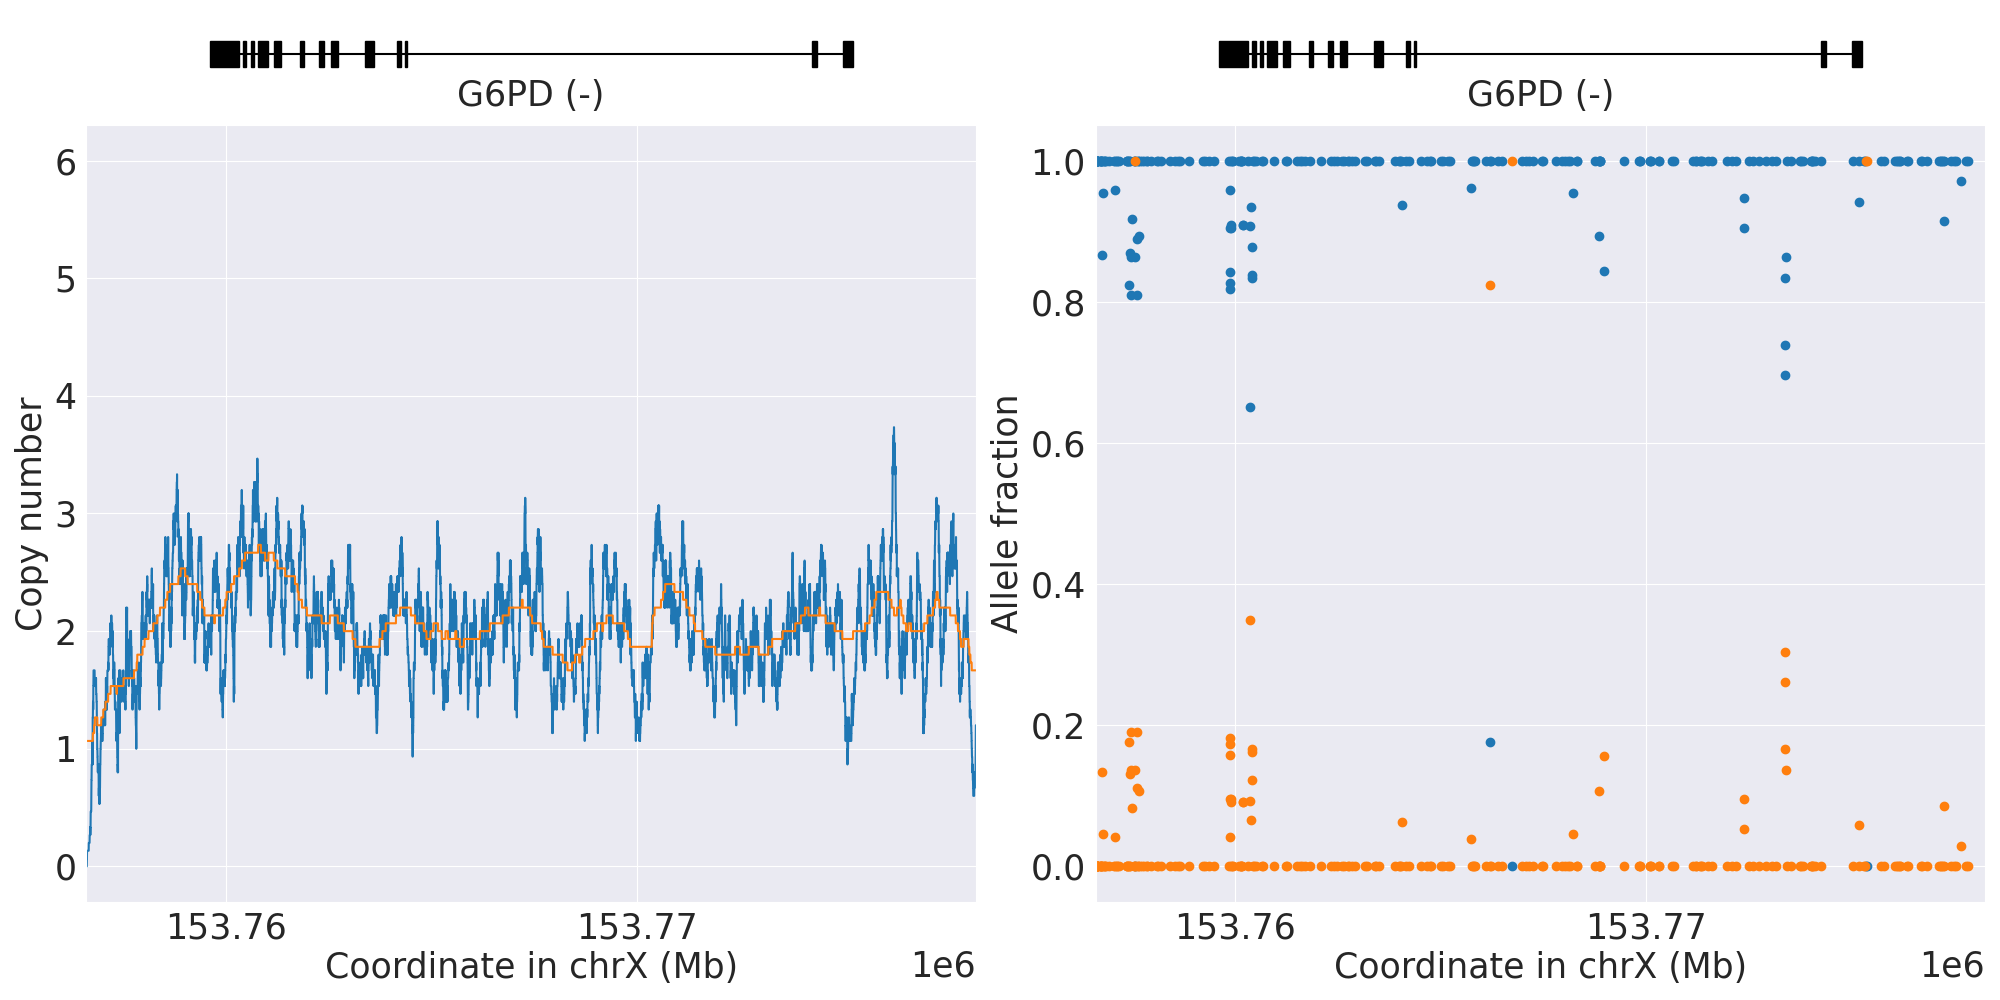 G6PD (-)
6
5
4
3
2
1
0
Copy number
153.76
153.77
Coordinate in chrX (Mb)
1e6
G6PD (-)
1.0
0.8
0.6
0.4
0.2
0.0
Allele fraction
153.76
153.77
Coordinate in chrX (Mb)
1e6